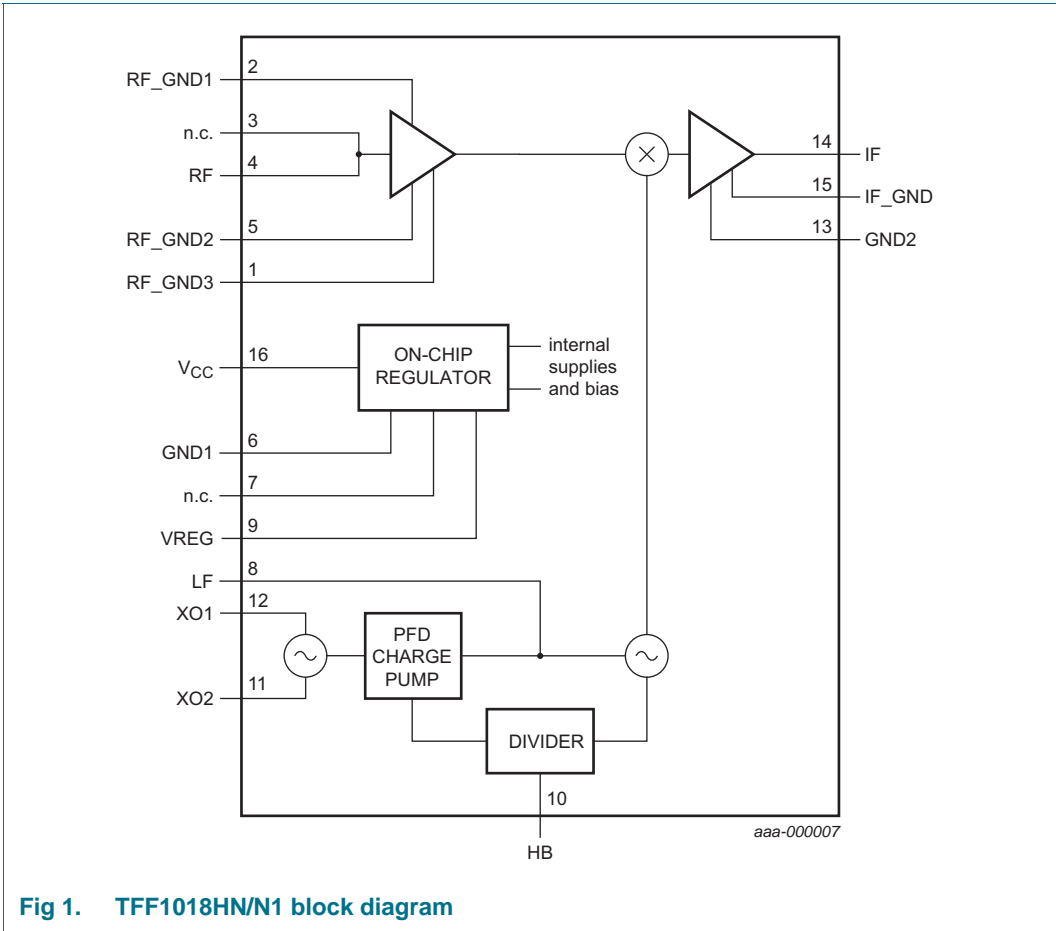 2
RF_GND1
n.c.
3
RF
4
RF_GND2
5
RF_GND3
1
14
IF
15
IF_GND
13
GND2
VCC
16
ON-CHIP
REGULATOR
internal
supplies
and bias
GND1
6
n.c.
7
VREG
9
LF
8
XO1
12
PFD
CHARGE
PUMP
XO2
11
DIVIDER
10
HB
aaa-000007
Fig 1. TFF1018HN/N1 block diagram